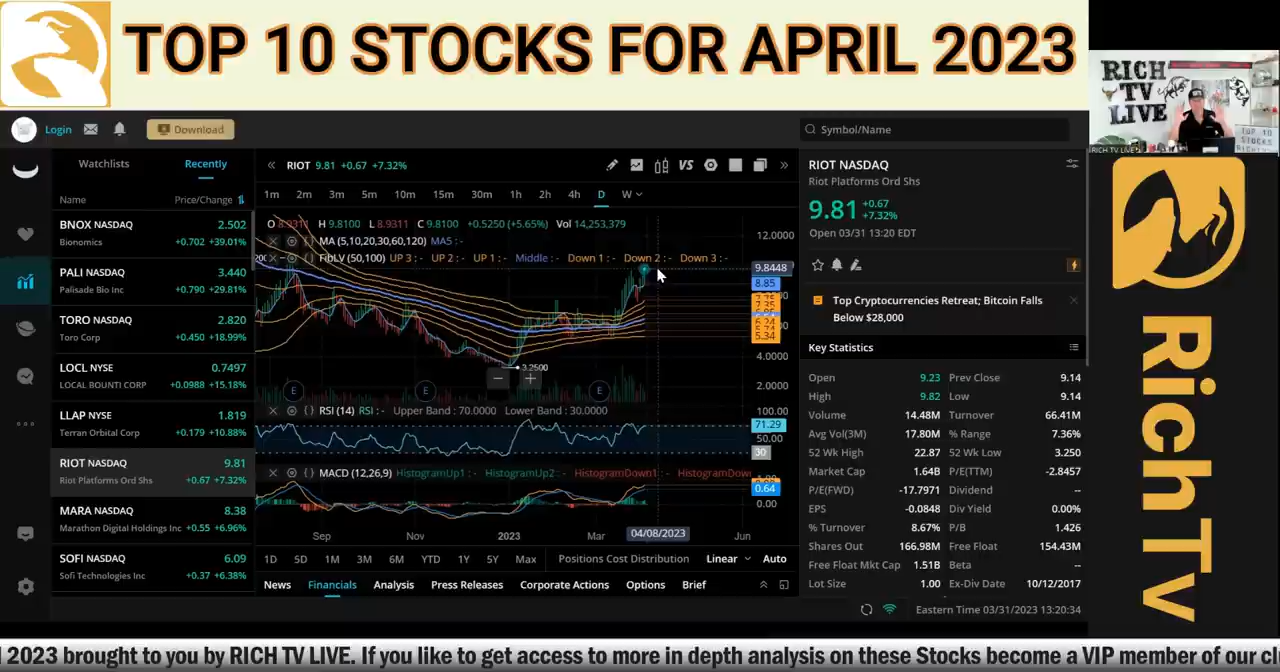 TOP 10 STOCKS FOR APRIL 2023
RICH
TV
LIVE
TOP 10
STOCKS
RICH TV LIVE
Login
Download
Symbol/Name
Watchlists
Recently
Name
Price/Change
BNOX NASDAQ 2.502
Bionomics +0.702 +39.01%
PALI NASDAQ 3.440
Palisade Bio Inc +0.790 +29.81%
TORO NASDAQ 2.820
Toro Corp +0.450 +18.99%
LOCL NYSE 0.7497
LOCAL BOUNTI CORP +0.0988 +15.18%
LLAP NYSE 1.819
Terran Orbital Corp +0.179 +10.88%
RIOT NASDAQ 9.81
Riot Platforms Ord Shs +0.67 +7.32%
MARA NASDAQ 8.38
Marathon Digital Holdings Inc +0.55 +6.96%
SOFI NASDAQ 6.09
Sofi Technologies Inc +0.37 +6.38%
RIOT 9.81 +0.67 +7.32%
VS
1m 2m 3m 5m 10m 15m 30m 1h 2h 4h D W
O 8.9311 H 9.8100 L 8.9311 C 9.8100 +0.5250 (+5.65%) Vol 14,253,379
MA (5,10,20,30,60,120) MA5 : -
FibLV (50,100) UP 3 : - UP 2 : - UP 1 : - Middle : - Down 1 : - Down 2 : - Down 3 : -
12.0000
9.8448
8.85
5.34
4.0000
2.0000
3.2500
E E E
RSI (14) RSI : - Upper Band : 70.0000 Lower Band : 30.0000
100.00
71.29
50.00
30
MACD (12,26,9) HistogramUp1 : - HistogramUp2 : - HistogramDown1 : - HistogramDow
0.64
0.00
Sep Nov 2023 Mar 04/08/2023 Jun
1D 5D 1M 3M 6M YTD 1Y 5Y Max Positions Cost Distribution Linear Auto
News Financials Analysis Press Releases Corporate Actions Options Brief
RIOT NASDAQ
Riot Platforms Ord Shs
9.81 +0.67
+7.32%
Open 03/31 13:20 EDT
Top Cryptocurrencies Retreat; Bitcoin Falls
Below $28,000
Key Statistics
Open 9.23 Prev Close 9.14
High 9.82 Low 9.14
Volume 14.48M Turnover 66.41M
Avg Vol(3M) 17.80M % Range 7.36%
52 Wk High 22.87 52 Wk Low 3.250
Market Cap 1.64B P/E(TTM) -2.8457
P/E(FWD) -17.7971 Dividend --
EPS -0.0848 Div Yield 0.00%
% Turnover 8.67% P/B 1.426
Shares Out 166.98M Free Float 154.43M
Free Float Mkt Cap 1.51B Beta --
Lot Size 1.00 Ex-Div Date 10/12/2017
Eastern Time 03/31/2023 13:20:34
RICH TV
2023 brought to you by RICH TV LIVE. If you like to get access to more in depth analysis on these Stocks become a VIP member of our cl